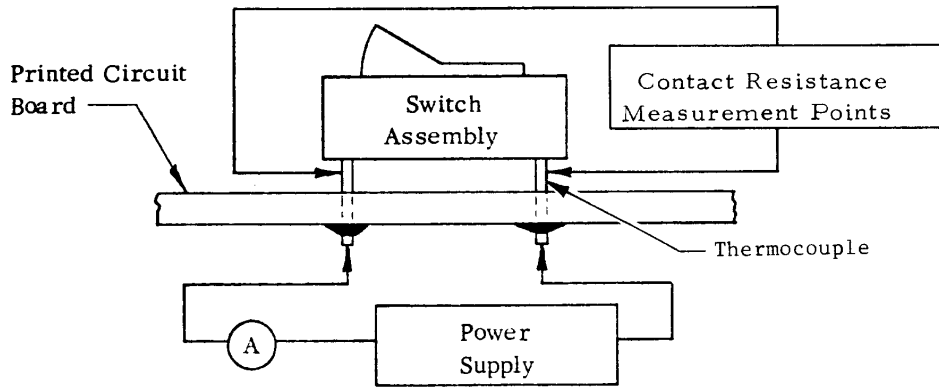 Printed Circuit
Board
Switch
Assembly
Contact Resistance
Measurement Points
Thermocouple
A
Power
Supply